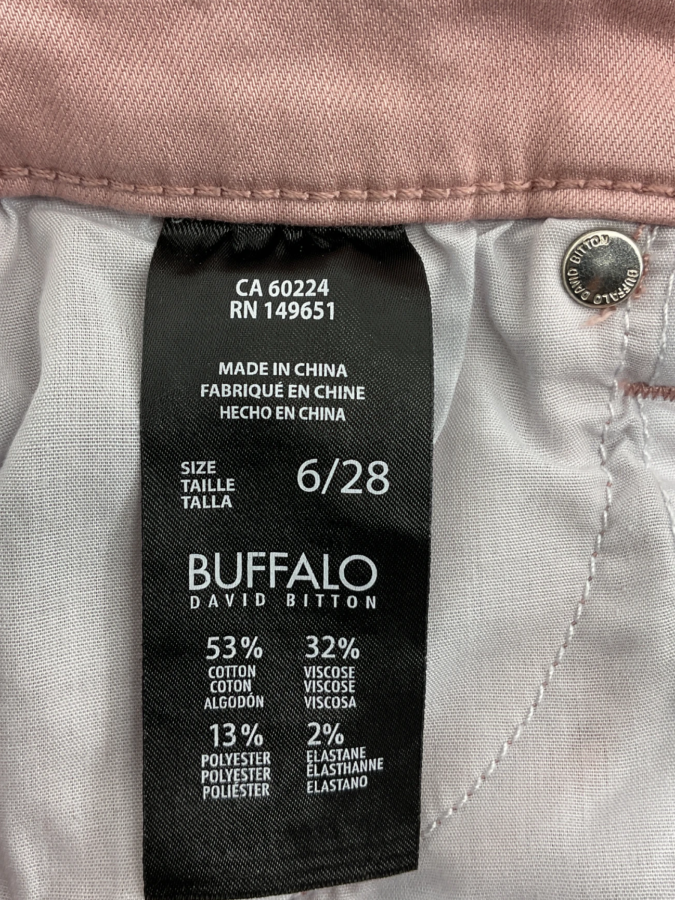 CA 60224
RN 149651
MADE IN CHINA
FABRIQUÉ EN CHINE
HECHO EN CHINA
SIZE
TAILLE
TALLA
6/28
BUFFALO
DAVID BITTON
53%
COTTON
COTON
ALGODÓN
32%
VISCOSE
VISCOSE
VISCOSA
13%
POLYESTER
POLYESTER
POLIÉSTER
2%
ELASTANE
ÉLASTHANNE
ELASTANO
BUFFALO DAVID BITTON